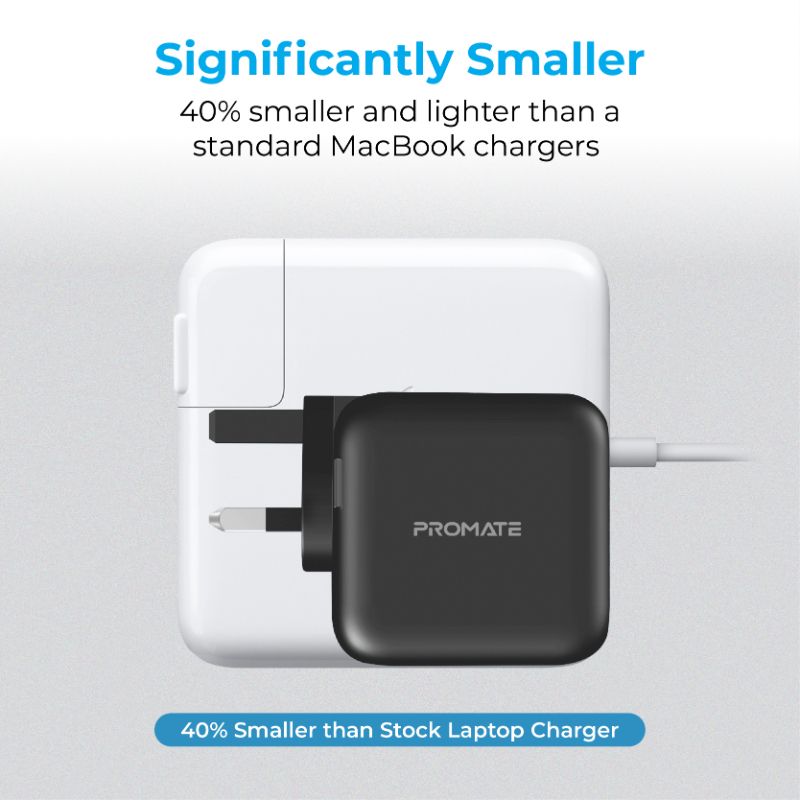 Significantly Smaller
40% smaller and lighter than a
standard MacBook chargers
PROMATE
40% Smaller than Stock Laptop Charger